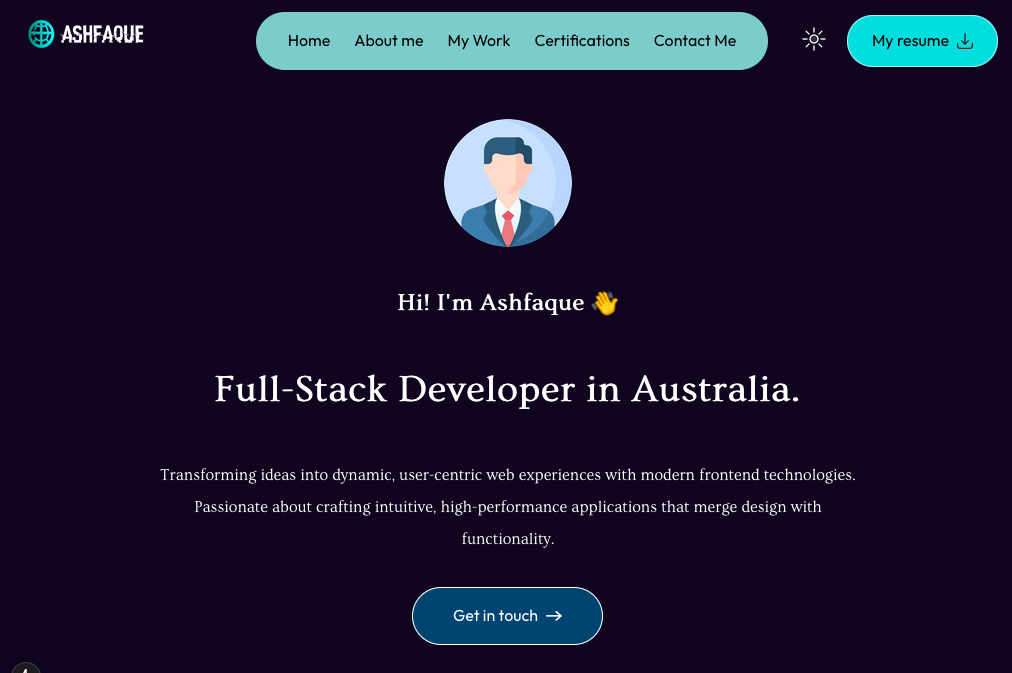 ASHFAQUE
Home About me My Work Certifications Contact Me
My resume
Hi! I'm Ashfaque 👋
Full-Stack Developer in Australia.
Transforming ideas into dynamic, user-centric web experiences with modern frontend technologies.
Passionate about crafting intuitive, high-performance applications that merge design with
functionality.
Get in touch →